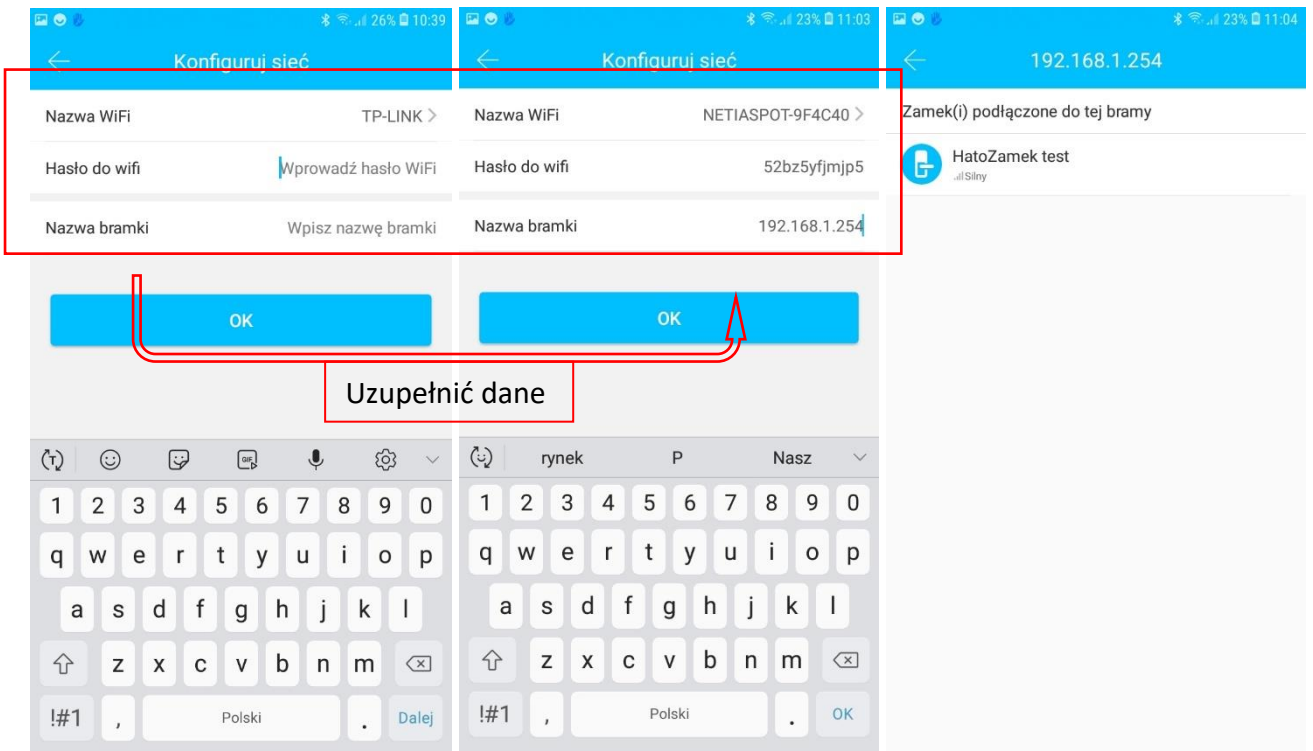 26% 10:39
Konfiguruj sieć
Nazwa WiFi TP-LINK >
Hasło do wifi Wprowadź hasło WiFi
Nazwa bramki Wpisz nazwę bramki
OK
23% 11:03
Konfiguruj sieć
Nazwa WiFi NETIASPOT-9F4C40 >
Hasło do wifi 52bz5yfjmjp5
Nazwa bramki 192.168.1.254
OK
23% 11:04
192.168.1.254
Zamek(i) podłączone do tej bramy
HatoZamek test
Silny
Uzupełnić dane
T GIF
1 2 3 4 5 6 7 8 9 0
q w e r t y u i o p
a s d f g h j k l
z x c v b n m
!#1 , Polski . Dalej
rynek P Nasz
1 2 3 4 5 6 7 8 9 0
q w e r t y u i o p
a s d f g h j k l
z x c v b n m
!#1 , Polski . OK